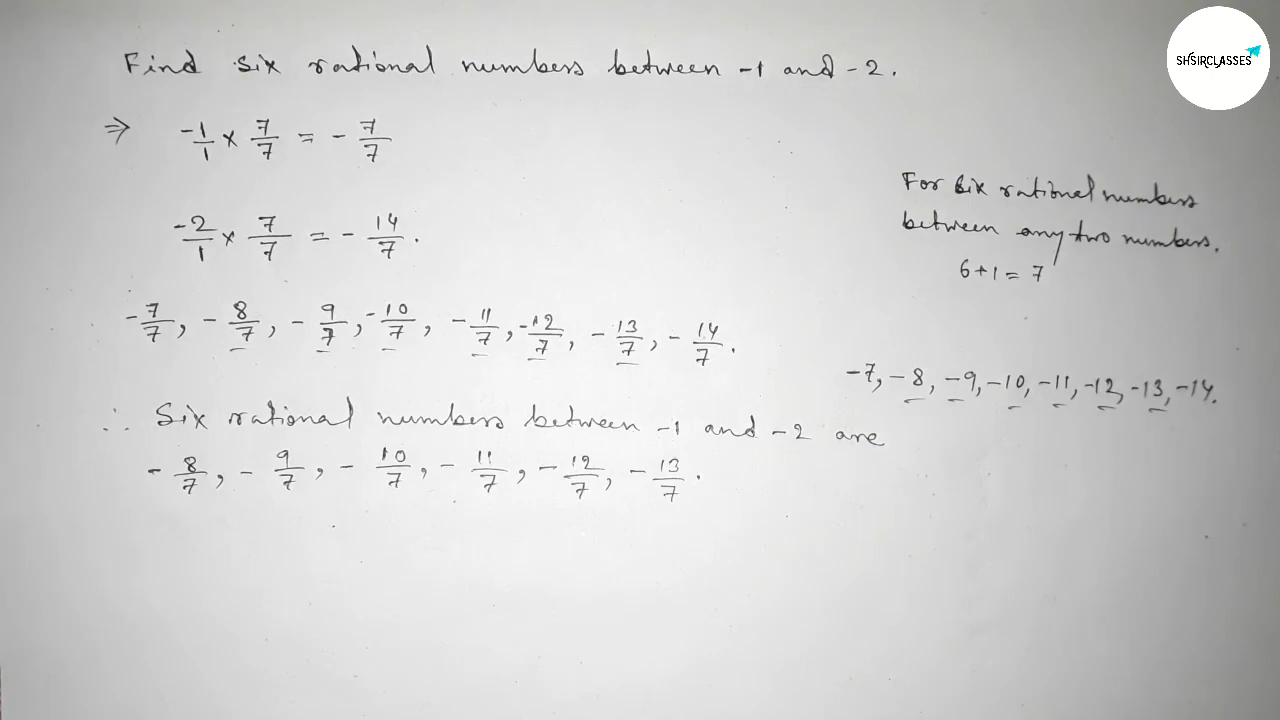 Find six rational numbers between -1 and -2.
SHSIRCLASSES
⇒ -1/1 × 7/7 = - 7/7
For six rational numbers
between any two numbers.
6+1 = 7
-2/1 × 7/7 = - 14/7.
-7/7, -8/7, -9/7, -10/7, -11/7, -12/7, -13/7, -14/7.
-7, -8, -9, -10, -11, -12, -13, -14.
∴ Six rational numbers between -1 and -2 are
-8/7, -9/7, -10/7, -11/7, -12/7, -13/7.